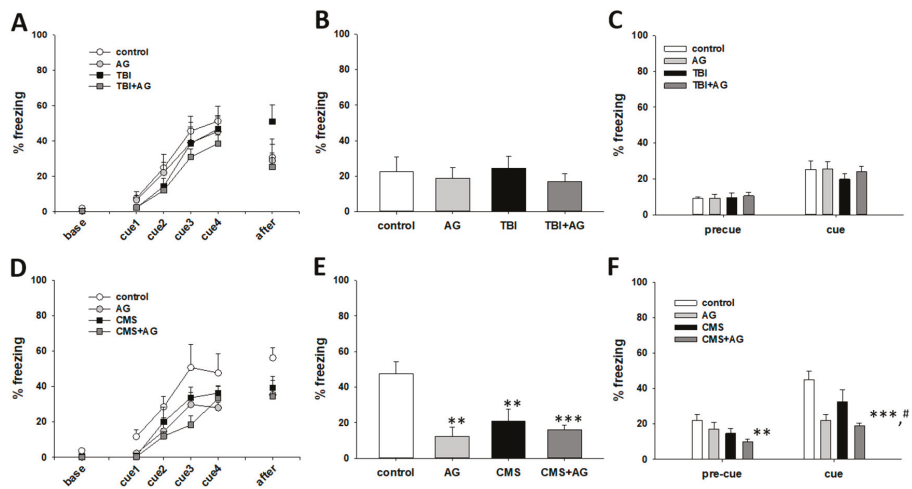 A
% freezing
100
80
60
40
20
0
control
AG
TBI
TBI+AG
base
cue1
cue2
cue3
cue4
after
B
% freezing
100
80
60
40
20
0
control
AG
TBI
TBI+AG
C
% freezing
100
80
60
40
20
0
control
AG
TBI
TBI+AG
precue
cue
D
% freezing
100
80
60
40
20
0
control
AG
CMS
CMS+AG
base
cue1
cue2
cue3
cue4
after
E
% freezing
100
80
60
40
20
0
**
**
***
control
AG
CMS
CMS+AG
F
% freezing
100
80
60
40
20
0
control
AG
CMS
CMS+AG
**
***,#
pre-cue
cue